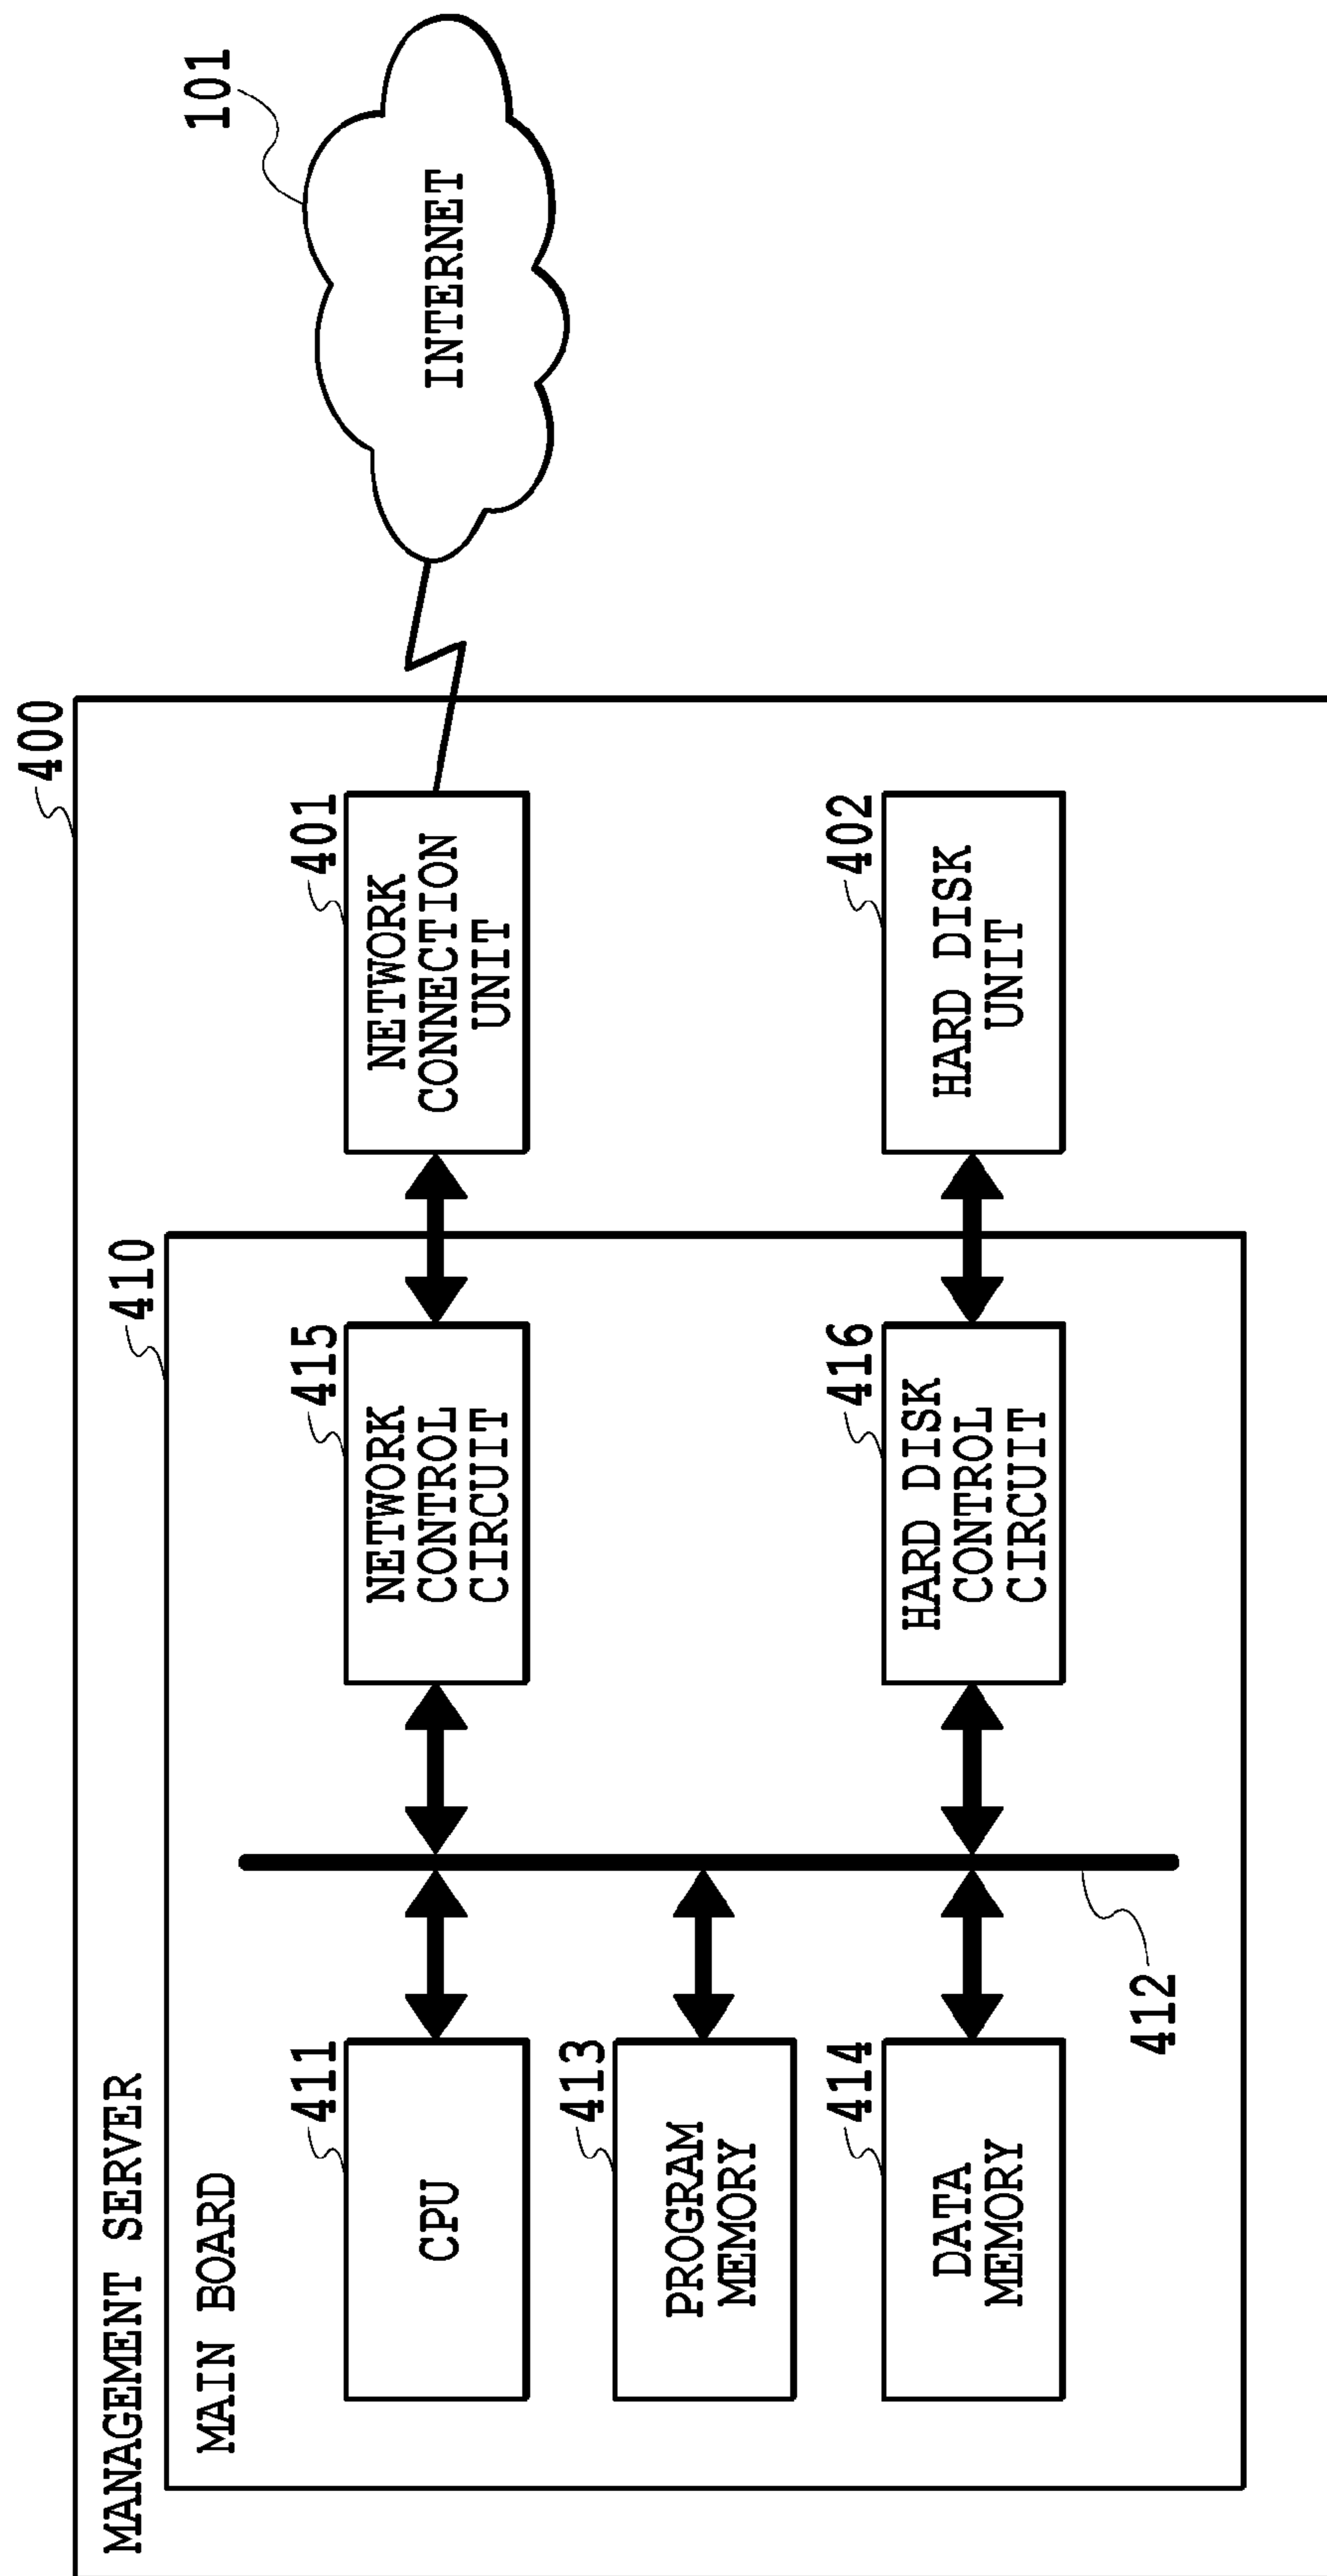 MANAGEMENT SERVER
400
MAIN BOARD
410
411
CPU
415
NETWORK
CONTROL
CIRCUIT
401
NETWORK
CONNECTION
UNIT
101
INTERNET
413
PROGRAM
MEMORY
414
DATA
MEMORY
416
HARD DISK
CONTROL
CIRCUIT
402
HARD DISK
UNIT
412